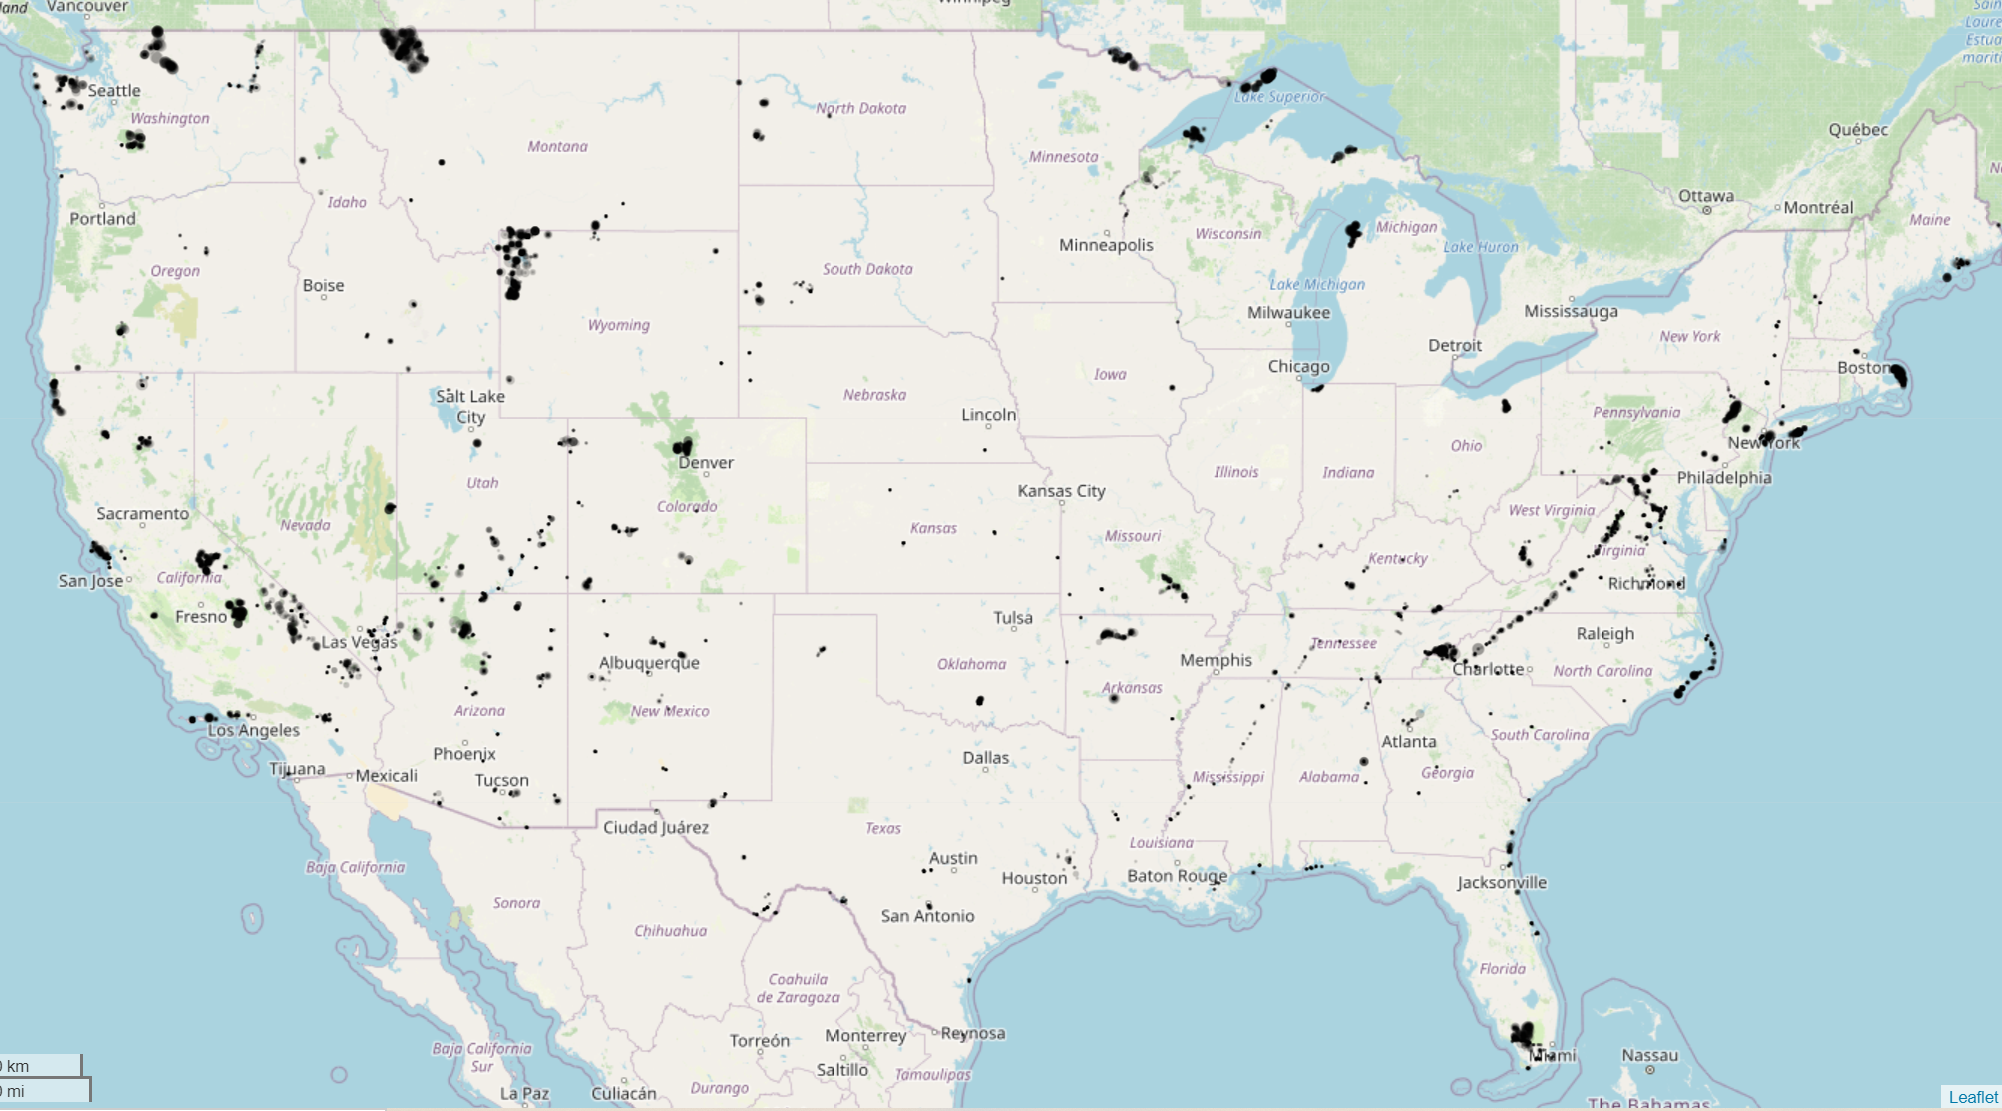 Vancouver
Seattle
Washington
Montana
North Dakota
Lake Superior
Québec
Minnesota
Ottawa
Montréal
Maine
Portland
Idaho
Minneapolis
Wisconsin
Michigan
Lake Huron
Oregon
Boise
South Dakota
Lake Michigan
Wyoming
Milwaukee
Mississauga
New York
Detroit
Chicago
Boston
Iowa
Salt Lake
City
Nebraska
Lincoln
Pennsylvania
New York
Ohio
Denver
Utah
Illinois
Indiana
Philadelphia
Kansas City
Sacramento
Nevada
Colorado
Kansas
Missouri
West Virginia
Virginia
Kentucky
San Jose
California
Richmond
Fresno
Tulsa
Las Vegas
Raleigh
Tennessee
Albuquerque
Oklahoma
Memphis
Charlotte
North Carolina
Arkansas
Arizona
New Mexico
Los Angeles
South Carolina
Atlanta
Phoenix
Dallas
Tijuana
Mexicali
Tucson
Mississippi
Alabama
Georgia
Ciudad Juárez
Texas
Louisiana
Austin
Baja California
Houston
Baton Rouge
Jacksonville
Sonora
San Antonio
Chihuahua
Florida
Coahuila
de Zaragoza
Monterrey
Reynosa
Torreón
Baja California
Sur
Miami
Nassau
0 km
Saltillo
Tamaulipas
0 mi
La Paz
Culiacán
Durango
Leaflet
The Bahamas